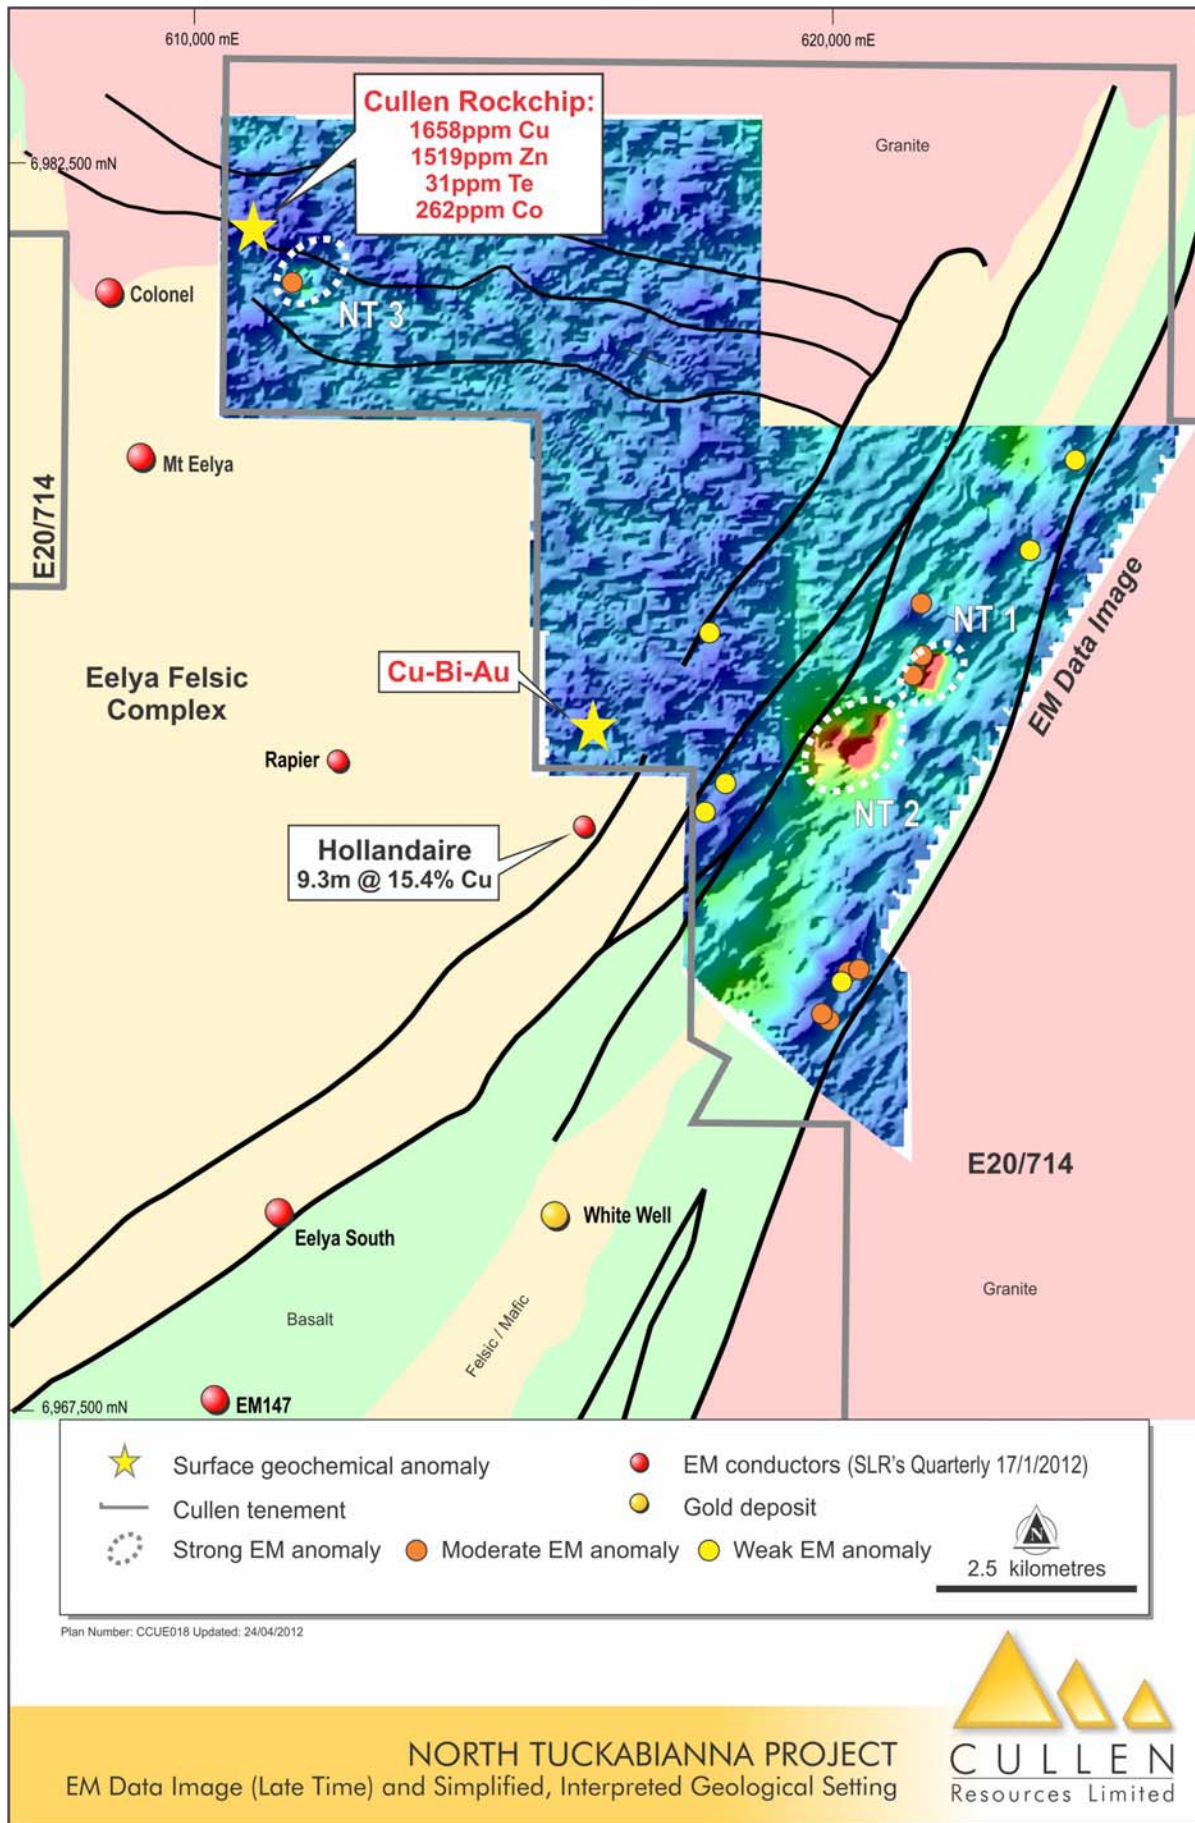 610,000 mE
620,000 mE
Cullen Rockchip:
1658ppm Cu
1519ppm Zn
31ppm Te
262ppm Co
Granite
6,982,500 mN
Colonel
NT 3
Mt Eelya
E20/714
NT 1
EM Data Image
Cu-Bi-Au
Eelya Felsic
Complex
Rapier
NT 2
Hollandaire
9.3m @ 15.4% Cu
E20/714
White Well
Eelya South
Granite
Basalt
Felsic / Mafic
EM147
6,967,500 mN
Surface geochemical anomaly
EM conductors (SLR's Quarterly 17/1/2012)
Cullen tenement
Gold deposit
N
Strong EM anomaly
Moderate EM anomaly
Weak EM anomaly
2.5 kilometres
Plan Number: CCUE018 Updated: 24/04/2012
NORTH TUCKABIANNA PROJECT
EM Data Image (Late Time) and Simplified, Interpreted Geological Setting
CULLEN
Resources Limited